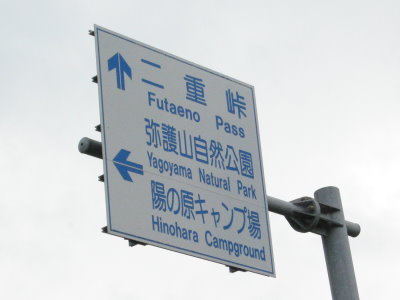 二重峠
Futaeno Pass
弥護山自然公園
Yagoyama Natural Park
陽の原キャンプ場
Hinohara Campground